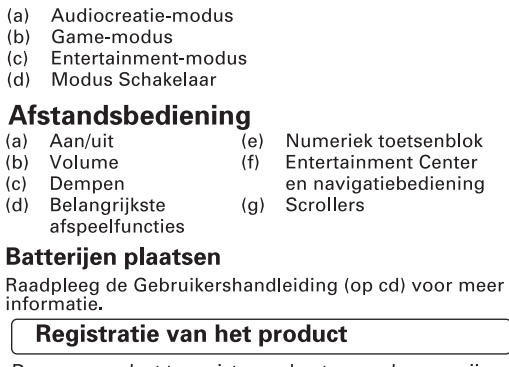 (a) Audiocreatie-modus
(b) Game-modus
(c) Entertainment-modus
(d) Modus Schakelaar
Afstandsbediening
(a) Aan/uit
(b) Volume
(c) Dempen
(d) Belangrijkste
afspeelfuncties
(e) Numeriek toetsenblok
(f) Entertainment Center
en navigatiebediening
(g) Scrollers
Batterijen plaatsen
Raadpleeg de Gebruikershandleiding (op cd) voor meer
informatie.
Registratie van het product